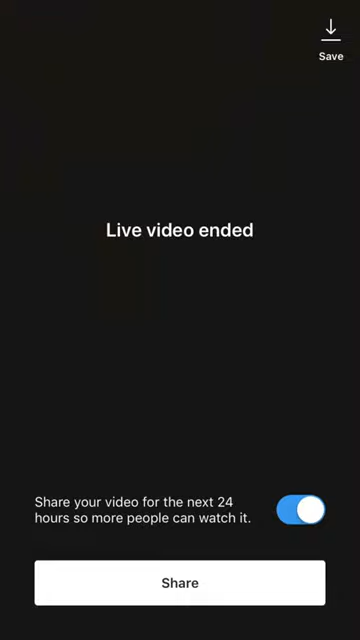 Save
Live video ended
Share your video for the next 24
hours so more people can watch it.
Share